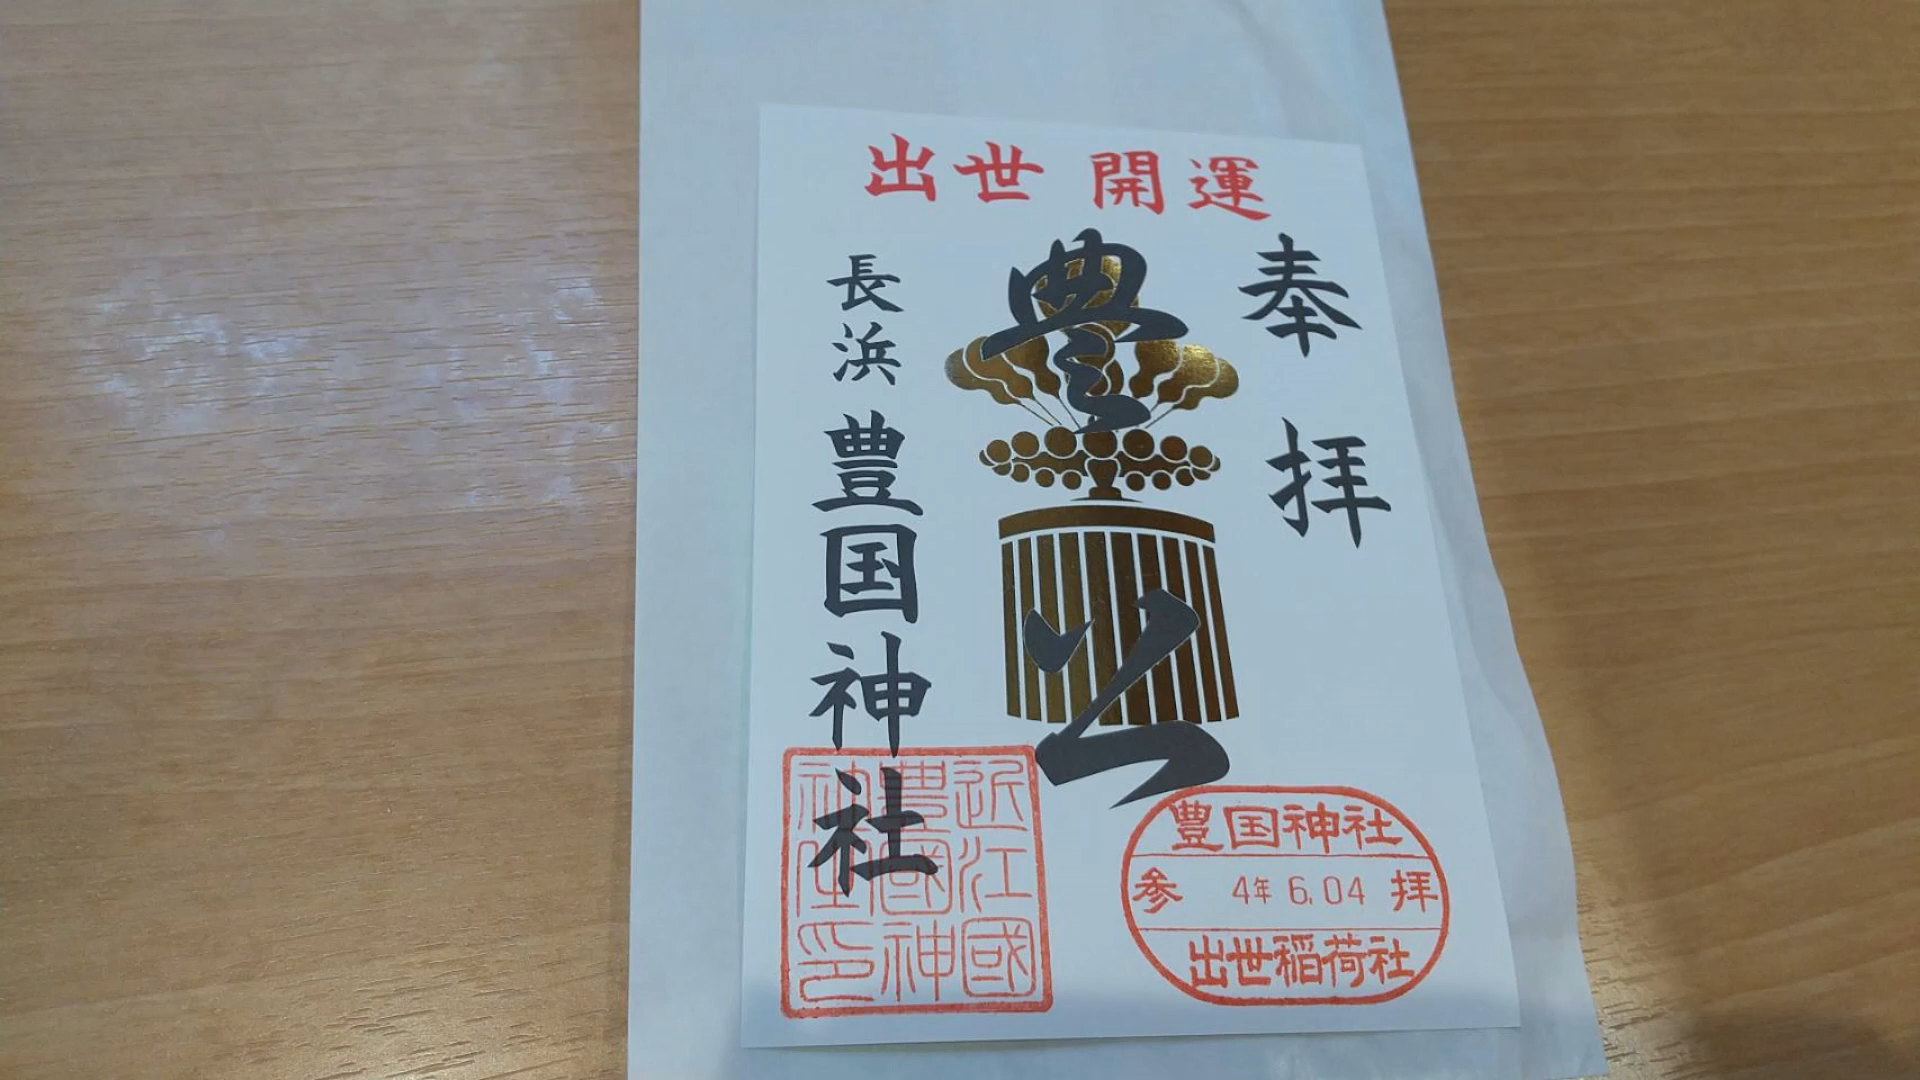 出世 開運
奉拝
豊公
長浜 豊国神社
近江國
豊國神
社之印
豊国神社
参 4年 6.04 拝
出世稲荷社